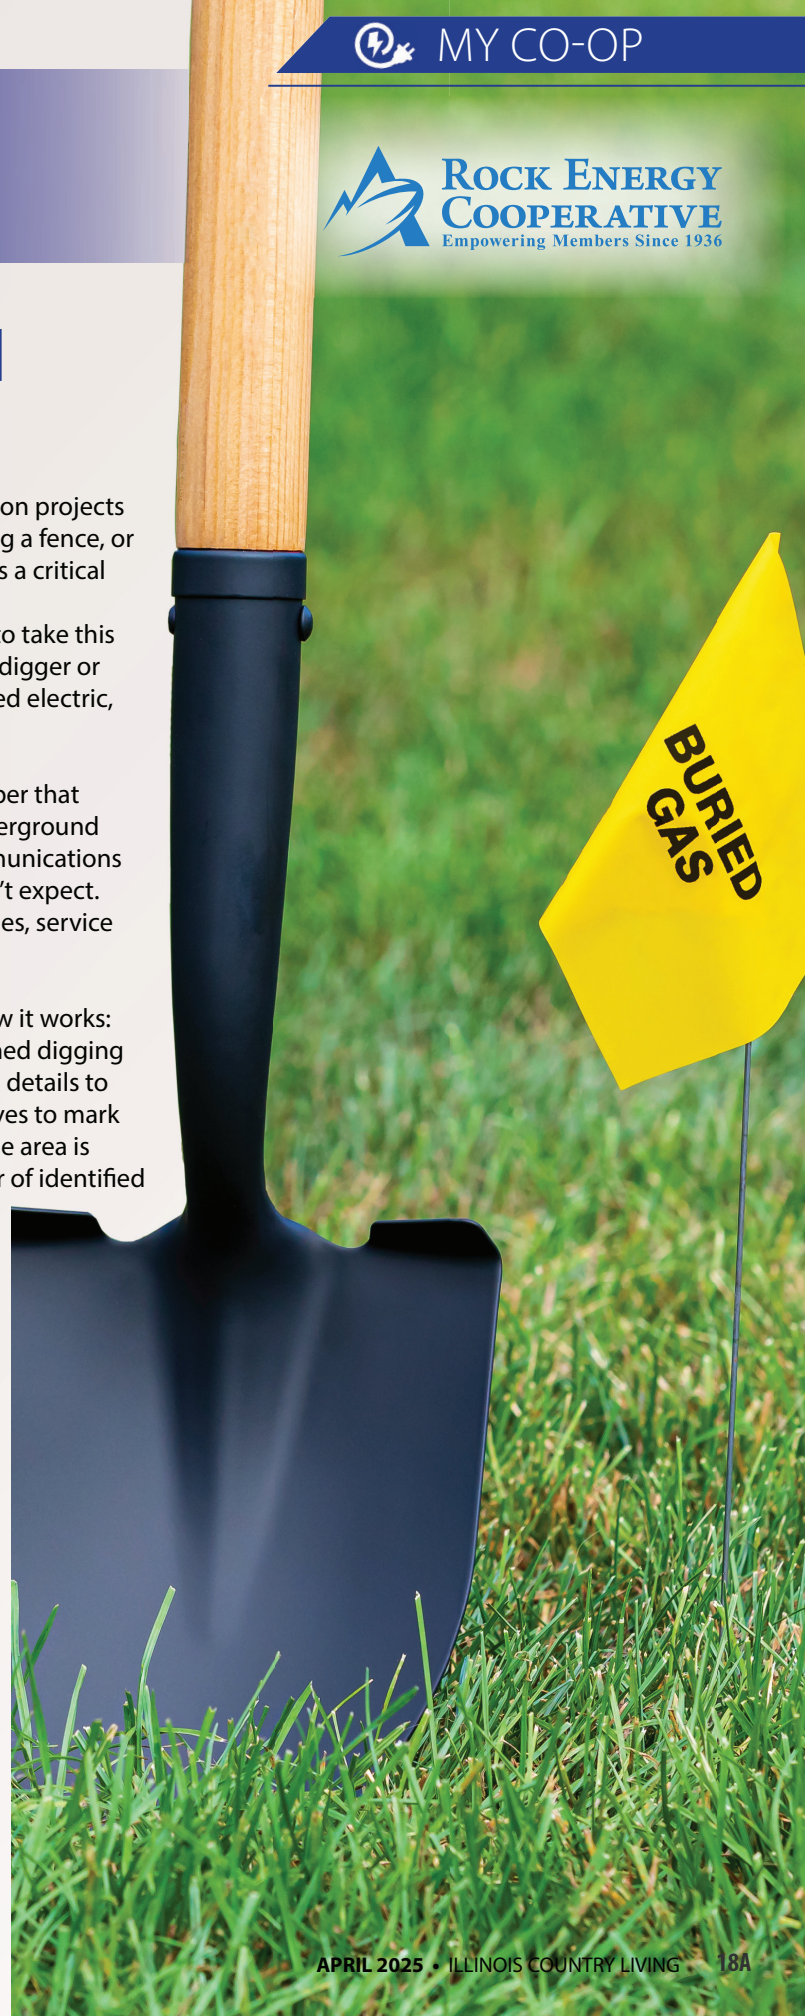 MY CO-OP
ROCK ENERGY
COOPERATIVE
Empowering Members Since 1936
on projects
g a fence, or
s a critical
to take this
digger or
ed electric,
ber that
erground
munications
't expect.
es, service
w it works:
ned digging
details to
ves to mark
e area is
r of identified
BURIED
GAS
APRIL 2025 • ILLINOIS COUNTRY LIVING 18A